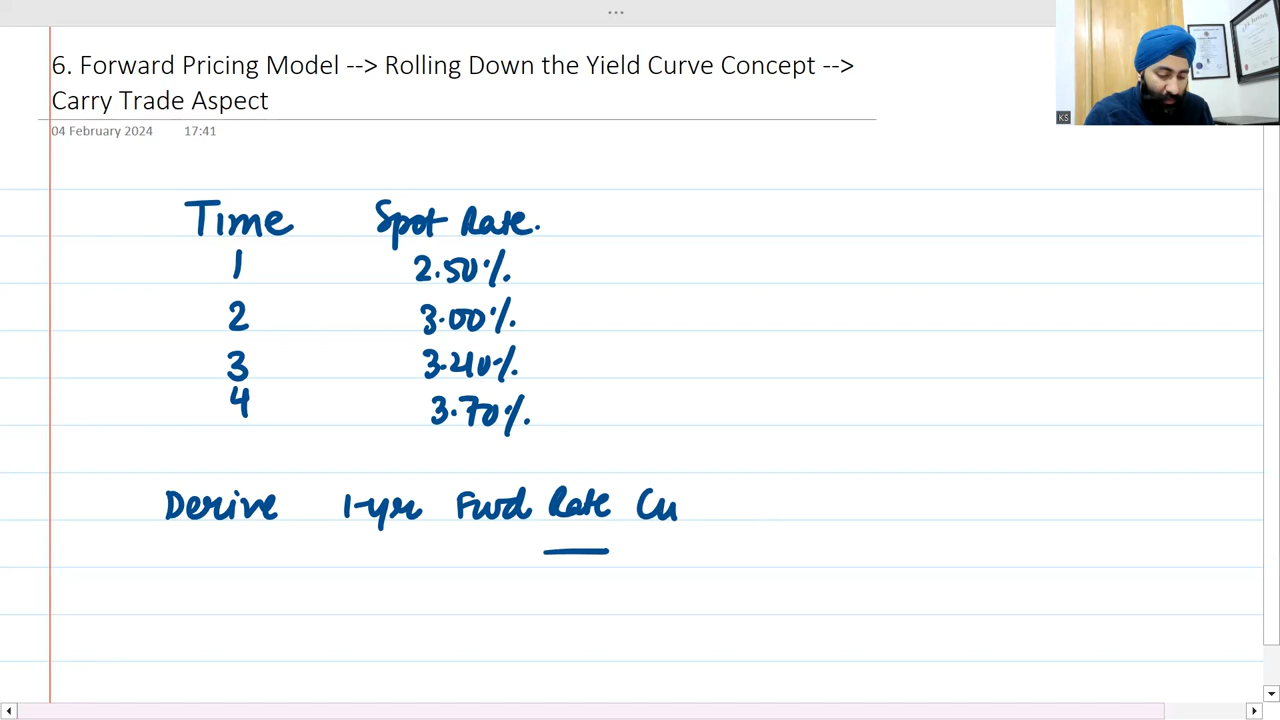 6. Forward Pricing Model --> Rolling Down the Yield Curve Concept -->
Carry Trade Aspect
04 February 2024 17:41
Time Spot Rate.
1 2.50%.
2 3.00%.
3 3.40%.
4 3.70%.
Derive 1-yr Fwd Rate Cu
KS